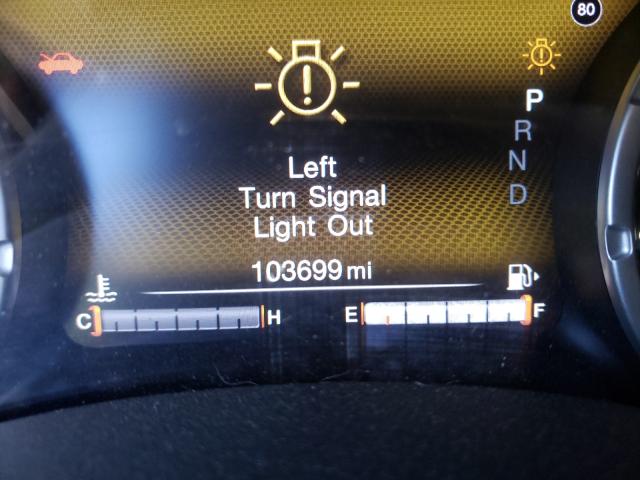 80
P
R
N
D
Left
Turn Signal
Light Out
103699 mi
C H E F